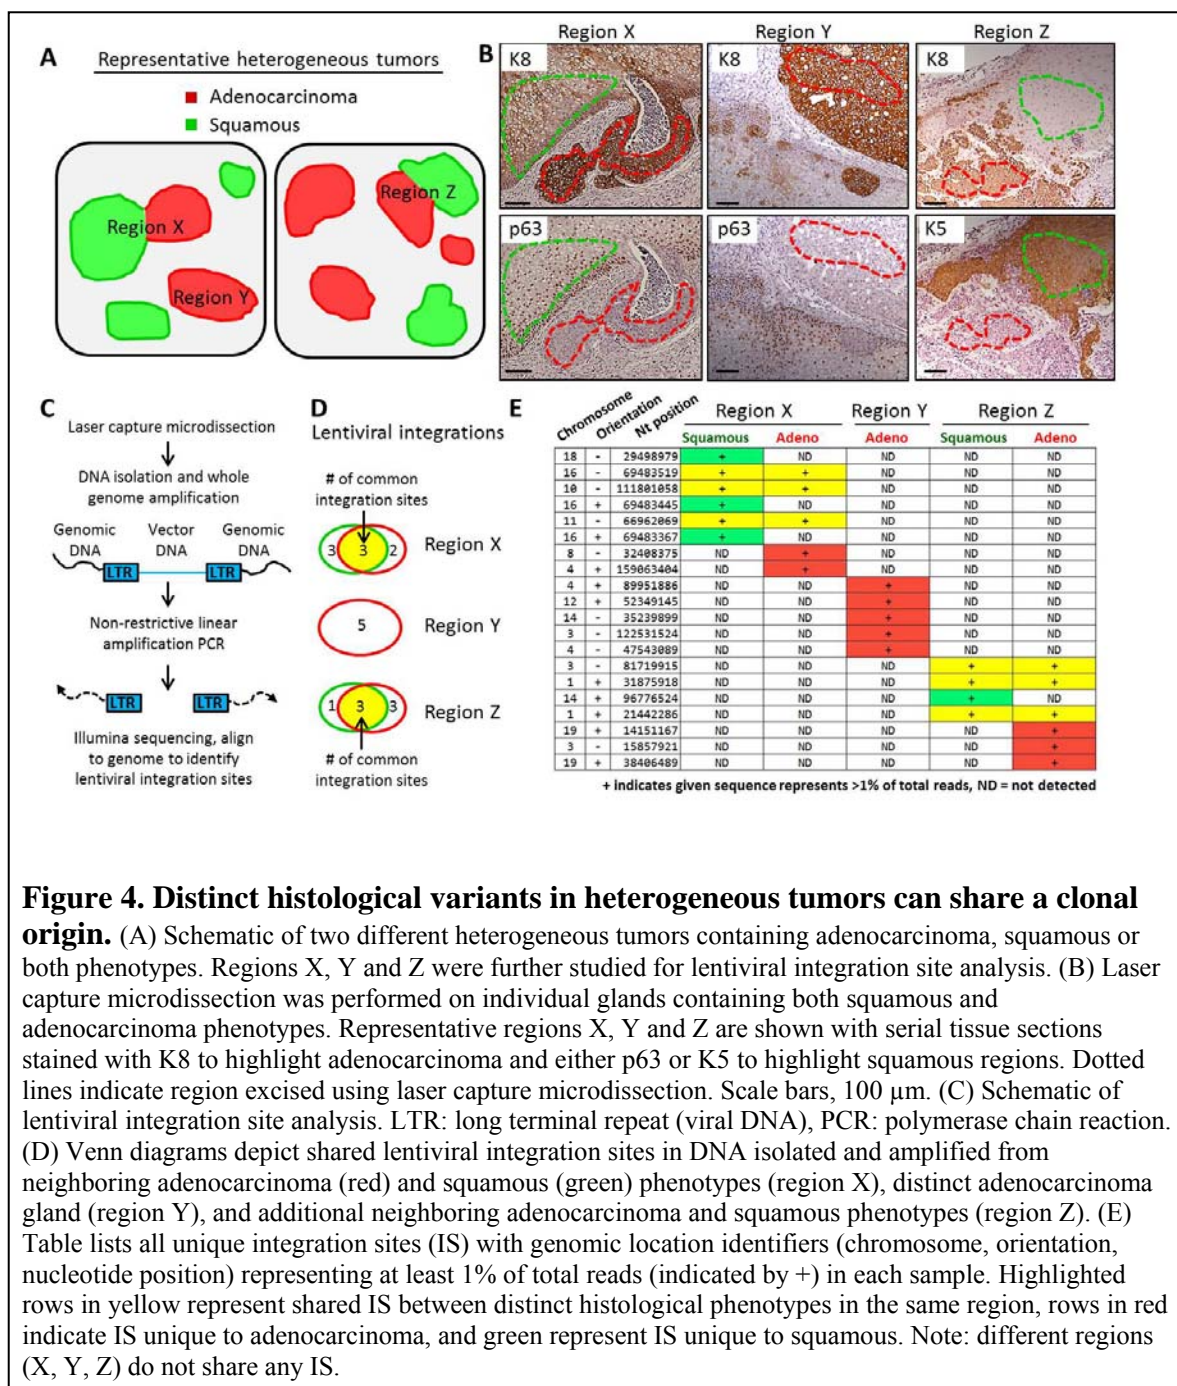 A
Representative heterogeneous tumors
Adenocarcinoma
Squamous
Region X
Region Y
Region Z
B
Region X Region Y Region Z
K8 K8 K8
p63 p63 K5
C
Laser capture microdissection
DNA isolation and whole
genome amplification
Genomic Vector Genomic
DNA DNA DNA
LTR LTR
Non-restrictive linear
amplification PCR
LTR LTR
Illumina sequencing, align
to genome to identify
lentiviral integration sites
D
Lentiviral integrations
# of common
integration sites
3 3 2 Region X
5 Region Y
1 3 3 Region Z
# of common
integration sites
E
Chromosome Orientation Nt position Region X Region Y Region Z
Squamous Adeno Adeno Squamous Adeno
18 - 29498979 + ND ND ND ND
16 - 69483519 + + ND ND ND
10 - 111801058 + + ND ND ND
16 + 69483445 + ND ND ND ND
11 - 66962069 + + ND ND ND
16 + 69483367 + ND ND ND ND
8 - 32408375 ND + ND ND ND
4 + 159063404 ND + ND ND ND
4 + 89951886 ND ND + ND ND
12 + 52349145 ND ND + ND ND
14 - 35239899 ND ND + ND ND
3 - 122531524 ND ND + ND ND
4 - 47543089 ND ND + ND ND
3 - 81719915 ND ND ND + +
1 + 31875918 ND ND ND + +
14 + 96776524 ND ND ND + ND
1 + 21442286 ND ND ND + +
19 + 14151167 ND ND ND ND +
3 - 15857921 ND ND ND ND +
19 + 38406489 ND ND ND ND +
+ indicates given sequence represents >1% of total reads, ND = not detected
Figure 4. Distinct histological variants in heterogeneous tumors can share a clonal
origin. (A) Schematic of two different heterogeneous tumors containing adenocarcinoma, squamous or
both phenotypes. Regions X, Y and Z were further studied for lentiviral integration site analysis. (B) Laser
capture microdissection was performed on individual glands containing both squamous and
adenocarcinoma phenotypes. Representative regions X, Y and Z are shown with serial tissue sections
stained with K8 to highlight adenocarcinoma and either p63 or K5 to highlight squamous regions. Dotted
lines indicate region excised using laser capture microdissection. Scale bars, 100 µm. (C) Schematic of
lentiviral integration site analysis. LTR: long terminal repeat (viral DNA), PCR: polymerase chain reaction.
(D) Venn diagrams depict shared lentiviral integration sites in DNA isolated and amplified from
neighboring adenocarcinoma (red) and squamous (green) phenotypes (region X), distinct adenocarcinoma
gland (region Y), and additional neighboring adenocarcinoma and squamous phenotypes (region Z). (E)
Table lists all unique integration sites (IS) with genomic location identifiers (chromosome, orientation,
nucleotide position) representing at least 1% of total reads (indicated by +) in each sample. Highlighted
rows in yellow represent shared IS between distinct histological phenotypes in the same region, rows in red
indicate IS unique to adenocarcinoma, and green represent IS unique to squamous. Note: different regions
(X, Y, Z) do not share any IS.